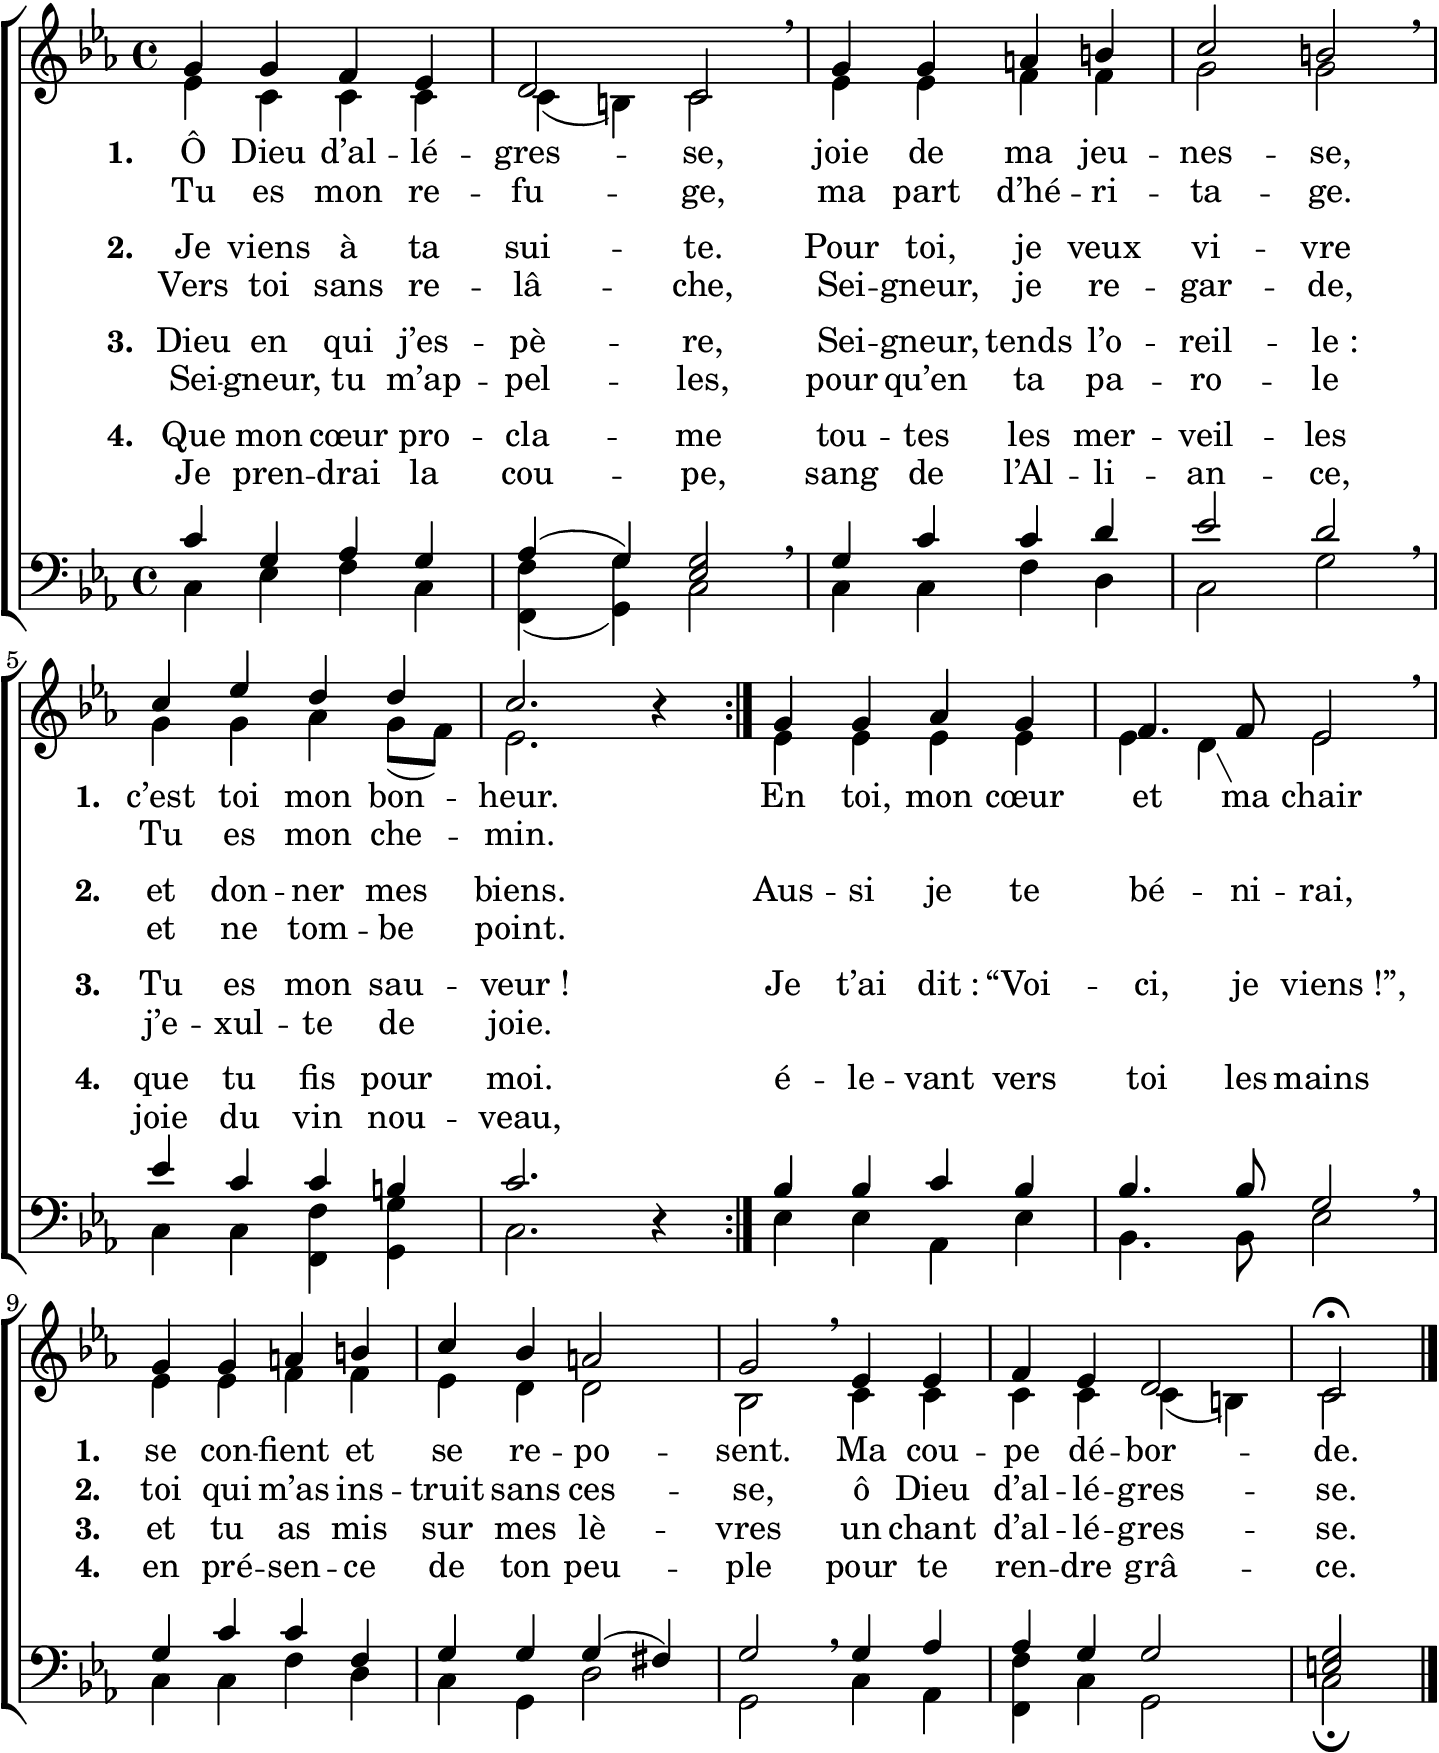 1. Ô Dieu d’al -- lé -- gres -- se, joie de ma jeu -- nes -- se,
Tu es mon re -- fu -- ge, ma part d’hé -- ri -- ta -- ge.
2. Je viens à ta sui -- te. Pour toi, je veux vi -- vre
Vers toi sans re -- lâ -- che, Sei -- gneur, je re -- gar -- de,
3. Dieu en qui j’es -- pè -- re, Sei -- gneur, tends l’o -- reil -- le :
Sei -- gneur, tu m’ap -- pel -- les, pour qu’en ta pa -- ro -- le
4. Que mon cœur pro -- cla -- me tou -- tes les mer -- veil -- les
Je pren -- drai la cou -- pe, sang de l’Al -- li -- an -- ce,
5
1. c’est toi mon bon -- heur. En toi, mon cœur et ma chair
Tu es mon che -- min.
2. et don -- ner mes biens. Aus -- si je te bé -- ni -- rai,
et ne tom -- be point.
3. Tu es mon sau -- veur ! Je t’ai dit : “Voi -- ci, je viens !”,
j’e -- xul -- te de joie.
4. que tu fis pour moi. é -- le -- vant vers toi les mains
joie du vin nou -- veau,
9
1. se con -- fient et se re -- po -- sent. Ma cou -- pe dé -- bor -- de.
2. toi qui m’as ins -- truit sans ces -- se, ô Dieu d’al -- lé -- gres -- se.
3. et tu as mis sur mes lè -- vres un chant d’al -- lé -- gres -- se.
4. en pré -- sen -- ce de ton peu -- ple pour te ren -- dre grâ -- ce.